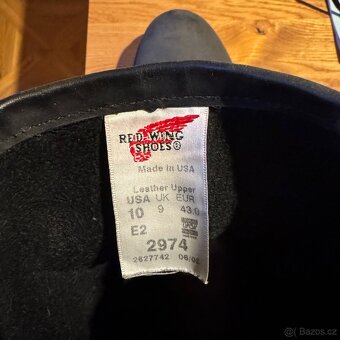 RED WING
SHOES®
Made in USA
Leather Upper
USA UK EUR
10 9 43.0
E2
2974
2627742 06/02
© Bazos.cz